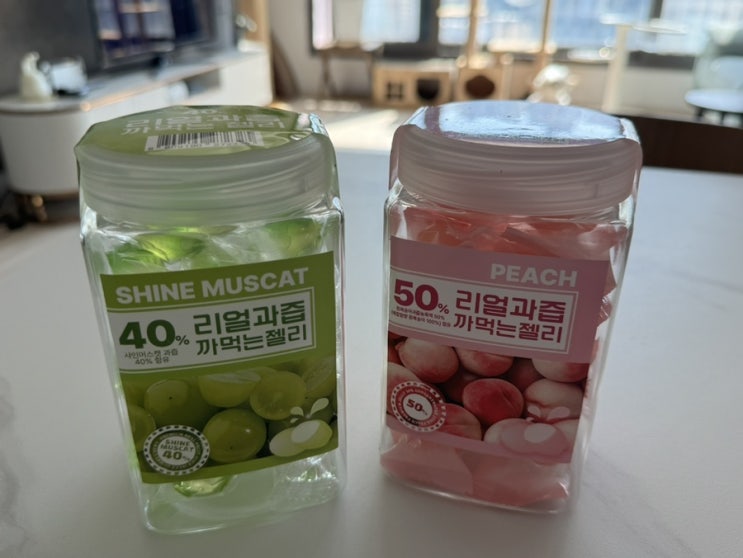 리얼과즙
까먹는 젤리
SHINE MUSCAT
40%
샤인머스캣 과즙
40% 함유
리얼과즙
까먹는젤리
SHINE
MUSCAT
40%
PEACH
50%
리얼과즙
까먹는젤리
50%